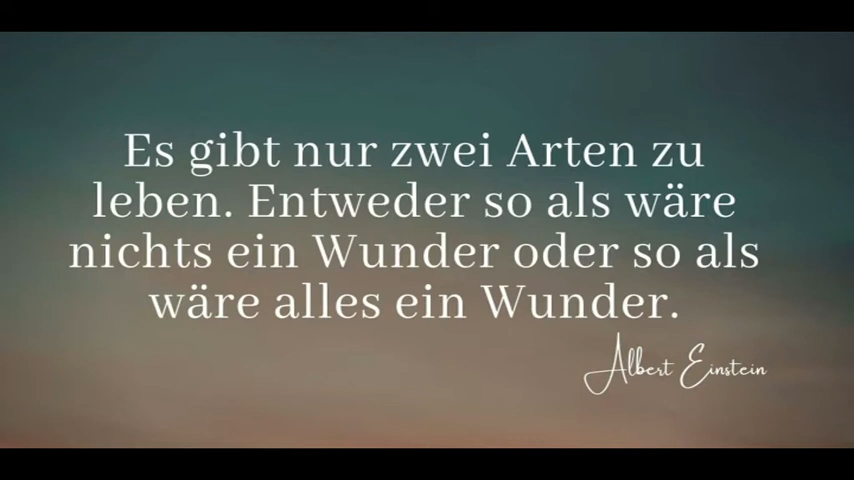 Es gibt nur zwei Arten zu
leben. Entweder so als wäre
nichts ein Wunder oder so als
wäre alles ein Wunder.
Albert Einstein